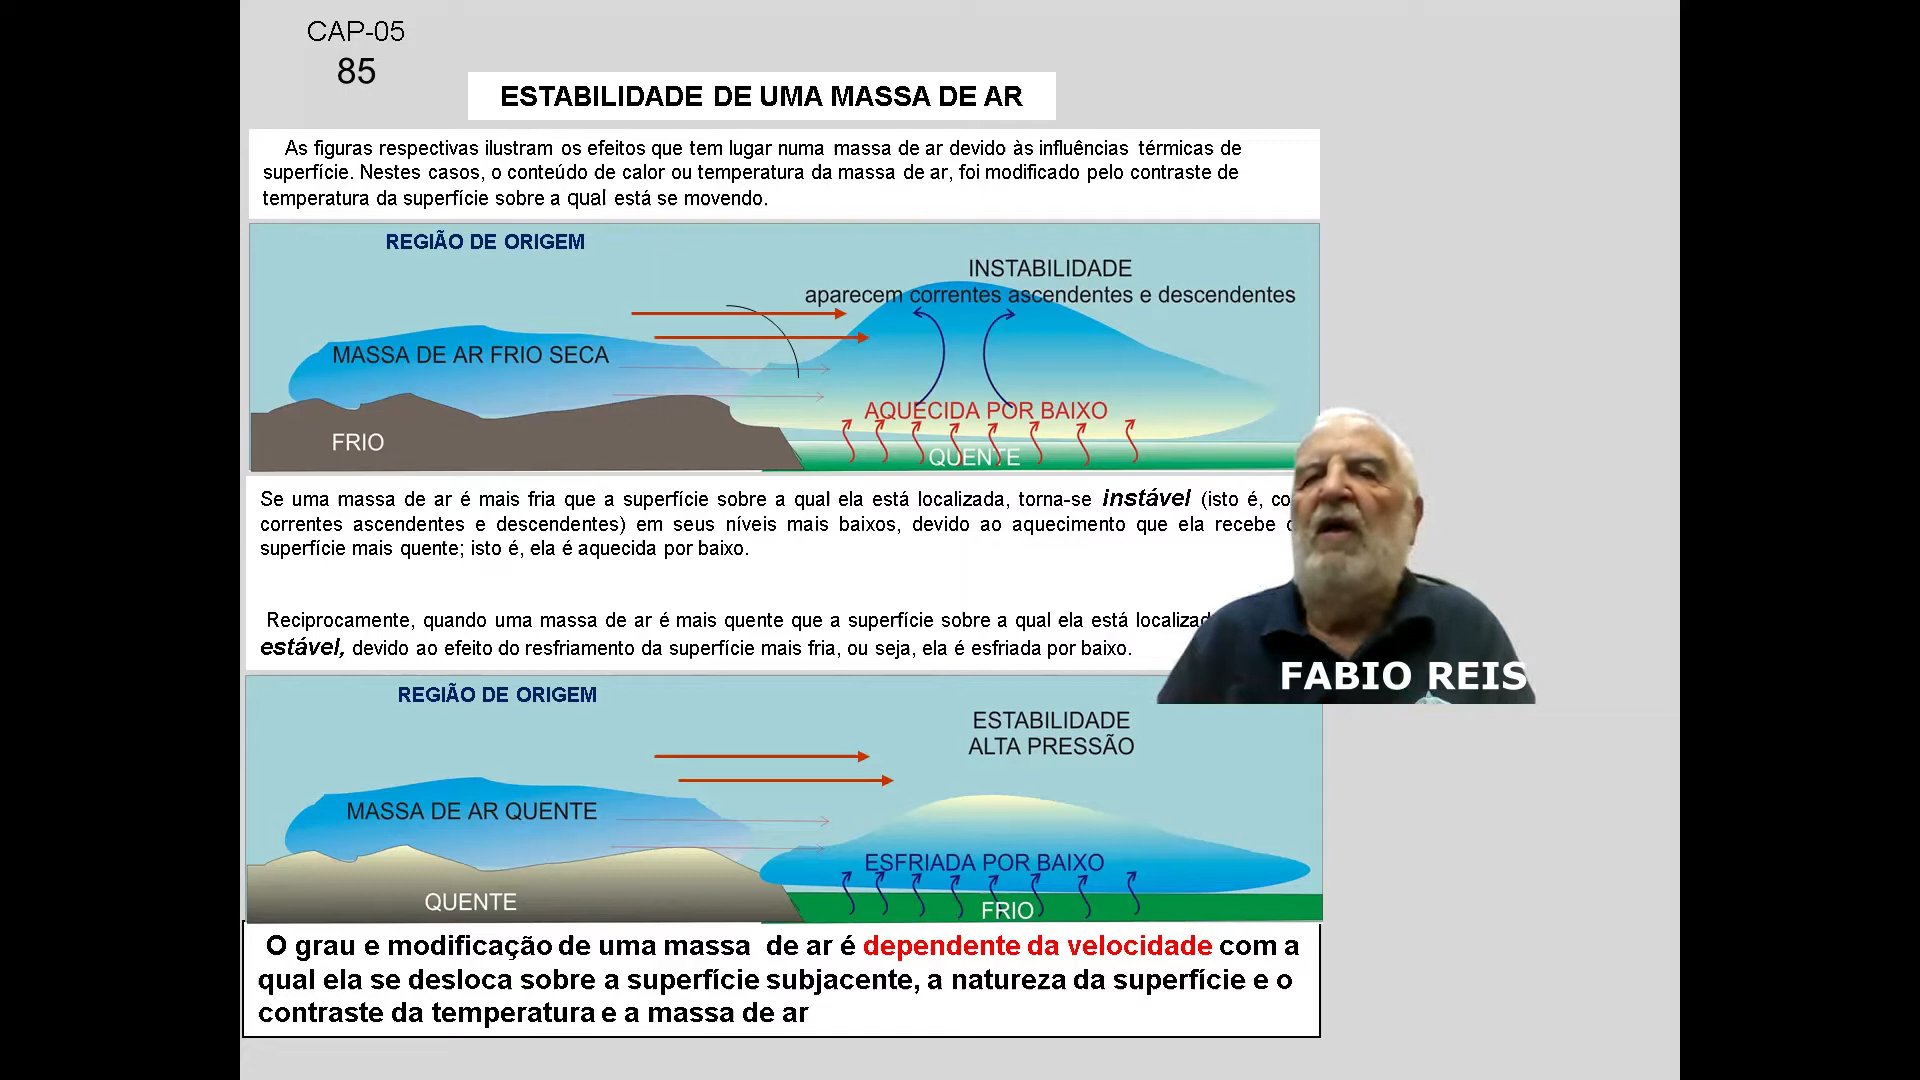 CAP-05
85
ESTABILIDADE DE UMA MASSA DE AR
As figuras respectivas ilustram os efeitos que tem lugar numa massa de ar devido às influências térmicas de
superfície. Nestes casos, o conteúdo de calor ou temperatura da massa de ar, foi modificado pelo contraste de
temperatura da superfície sobre a qual está se movendo.
REGIÃO DE ORIGEM
INSTABILIDADE
aparecem correntes ascendentes e descendentes
MASSA DE AR FRIO SECA
AQUECIDA POR BAIXO
FRIO
QUENTE
Se uma massa de ar é mais fria que a superfície sobre a qual ela está localizada, torna-se instável (isto é,
correntes ascendentes e descendentes) em seus níveis mais baixos, devido ao aquecimento que ela recebe
superfície mais quente; isto é, ela é aquecida por baixo.
Reciprocamente, quando uma massa de ar é mais quente que a superfície sobre a qual ela está
estável, devido ao efeito do resfriamento da superfície mais fria, ou seja, ela é esfriada por baixo.
FABIO REIS
REGIÃO DE ORIGEM
ESTABILIDADE
ALTA PRESSÃO
MASSA DE AR QUENTE
ESFRIADA POR BAIXO
QUENTE
FRIO
O grau e modificação de uma massa de ar é dependente da velocidade com a
qual ela se desloca sobre a superfície subjacente, a natureza da superfície e o
contraste da temperatura e a massa de ar